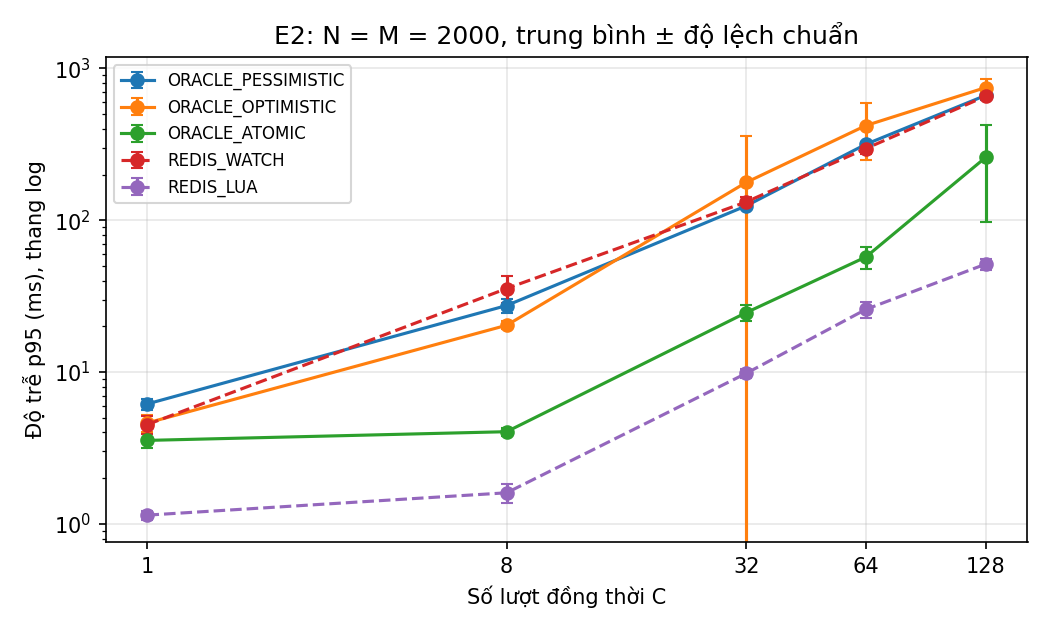 E2: N = M = 2000, trung bình ± độ lệch chuẩn
Độ trễ p95 (ms), thang log
10³
10²
10¹
10⁰
ORACLE_PESSIMISTIC
ORACLE_OPTIMISTIC
ORACLE_ATOMIC
REDIS_WATCH
REDIS_LUA
1 8 32 64 128
Số lượt đồng thời C